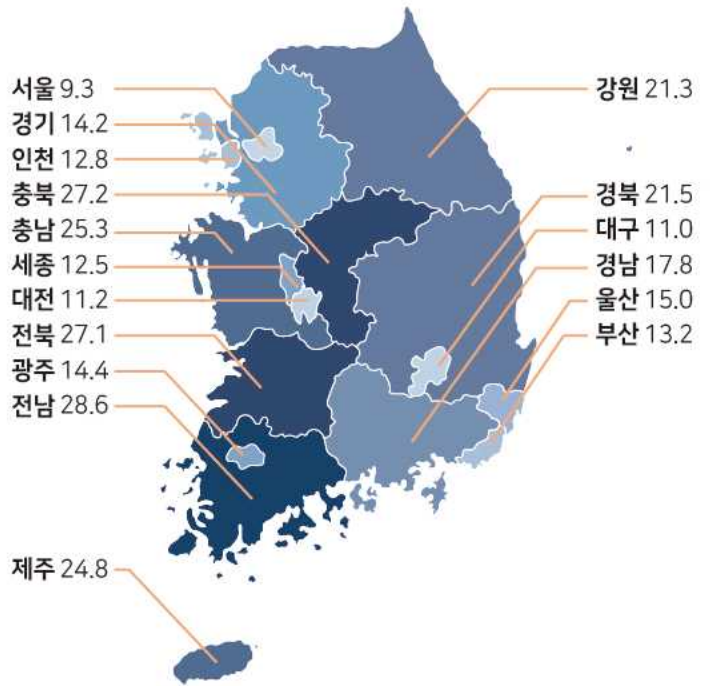 서울 9.3
경기 14.2
인천 12.8
충북 27.2
충남 25.3
세종 12.5
대전 11.2
전북 27.1
광주 14.4
전남 28.6
제주 24.8
강원 21.3
경북 21.5
대구 11.0
경남 17.8
울산 15.0
부산 13.2